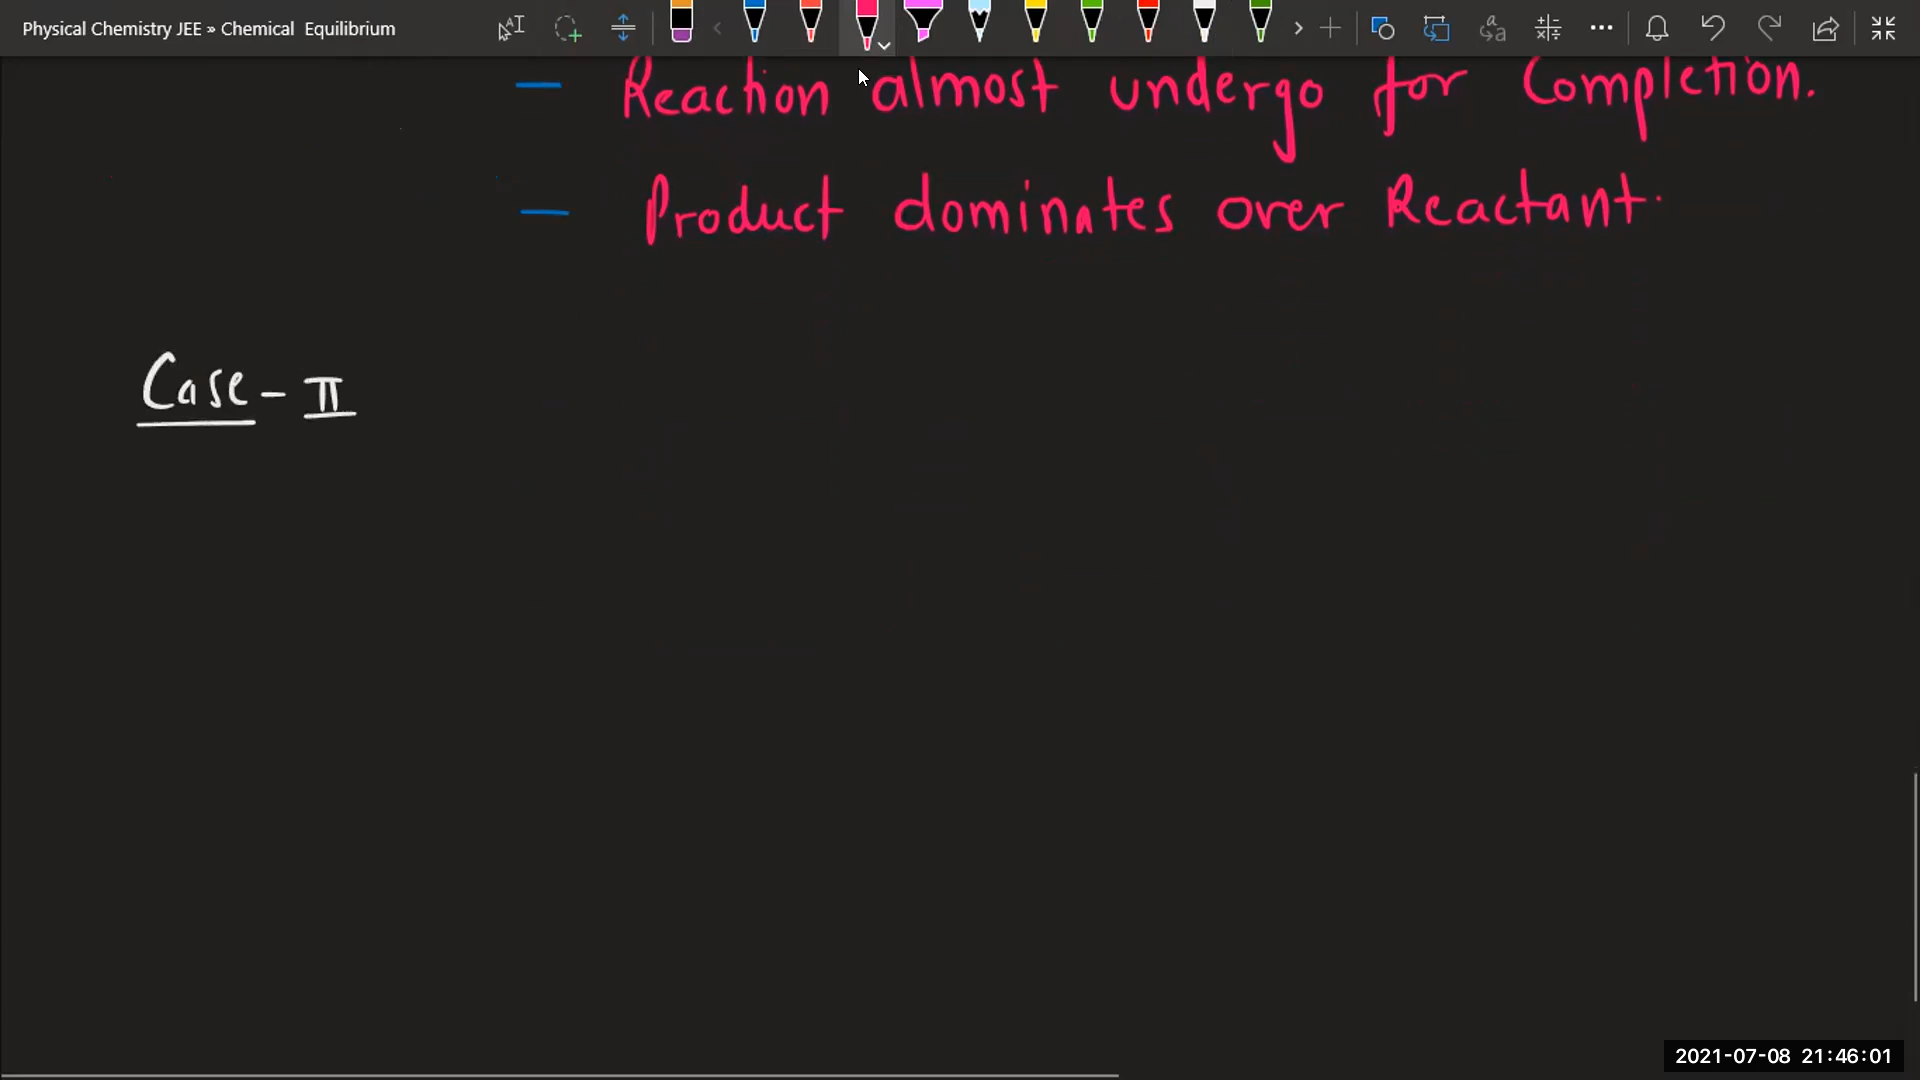 Physical Chemistry JEE » Chemical Equilibrium
— Reaction almost undergo for Completion.
— Product dominates over Reactant.
Case - II
2021-07-08 21:46:01